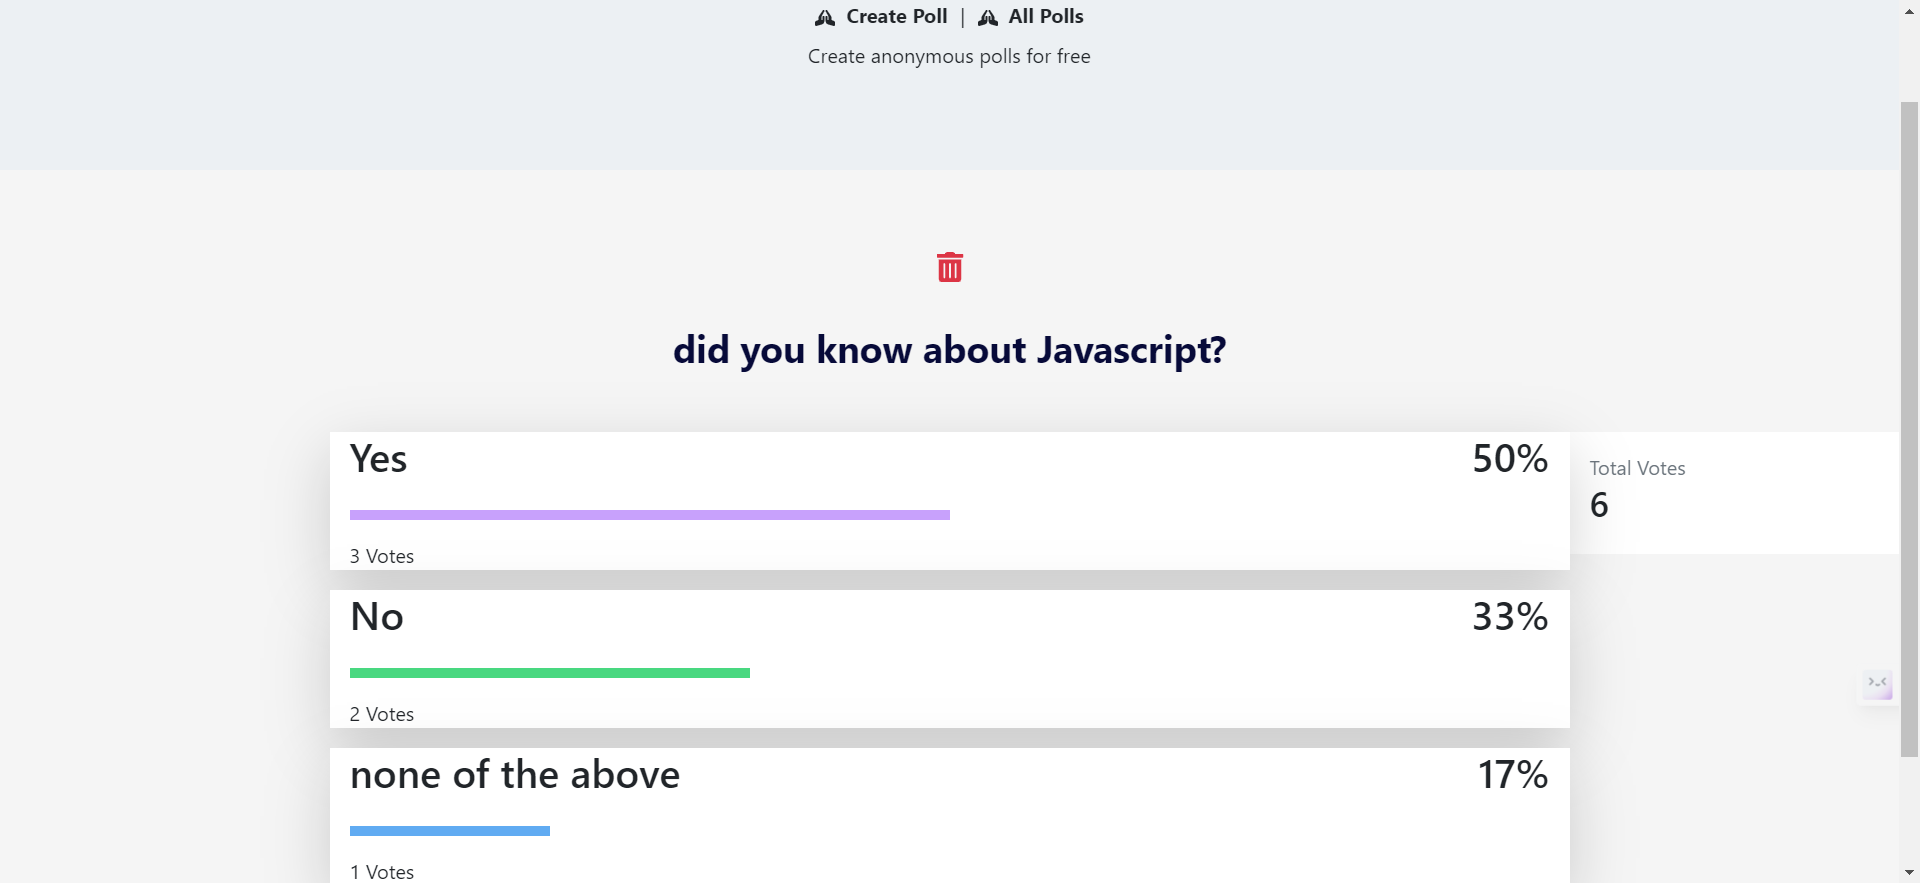 Create Poll | All Polls
Create anonymous polls for free
did you know about Javascript?
Yes 50%
3 Votes
Total Votes
6
No 33%
2 Votes
none of the above 17%
1 Votes